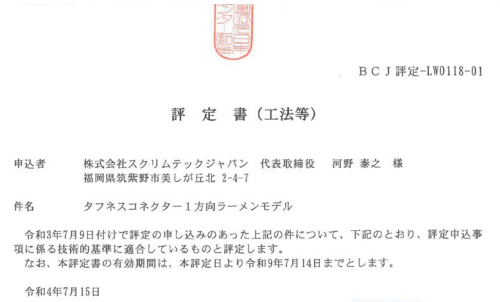 BCJ評定-LW0118-01
評 定 書（工法等）
申込者 株式会社スクリムテックジャパン 代表取締役 河野 泰之 様
福岡県筑紫野市美しが丘北 2-4-7
件名 タフネスコネクター１方向ラーメンモデル
令和3年7月9日付けで評定の申し込みのあった上記の件について、下記のとおり、評定申込事
項に係る技術的基準に適合しているものと評定します。
なお、本評定書の有効期間は、本評定日より令和9年7月14日までとします。
令和4年7月15日